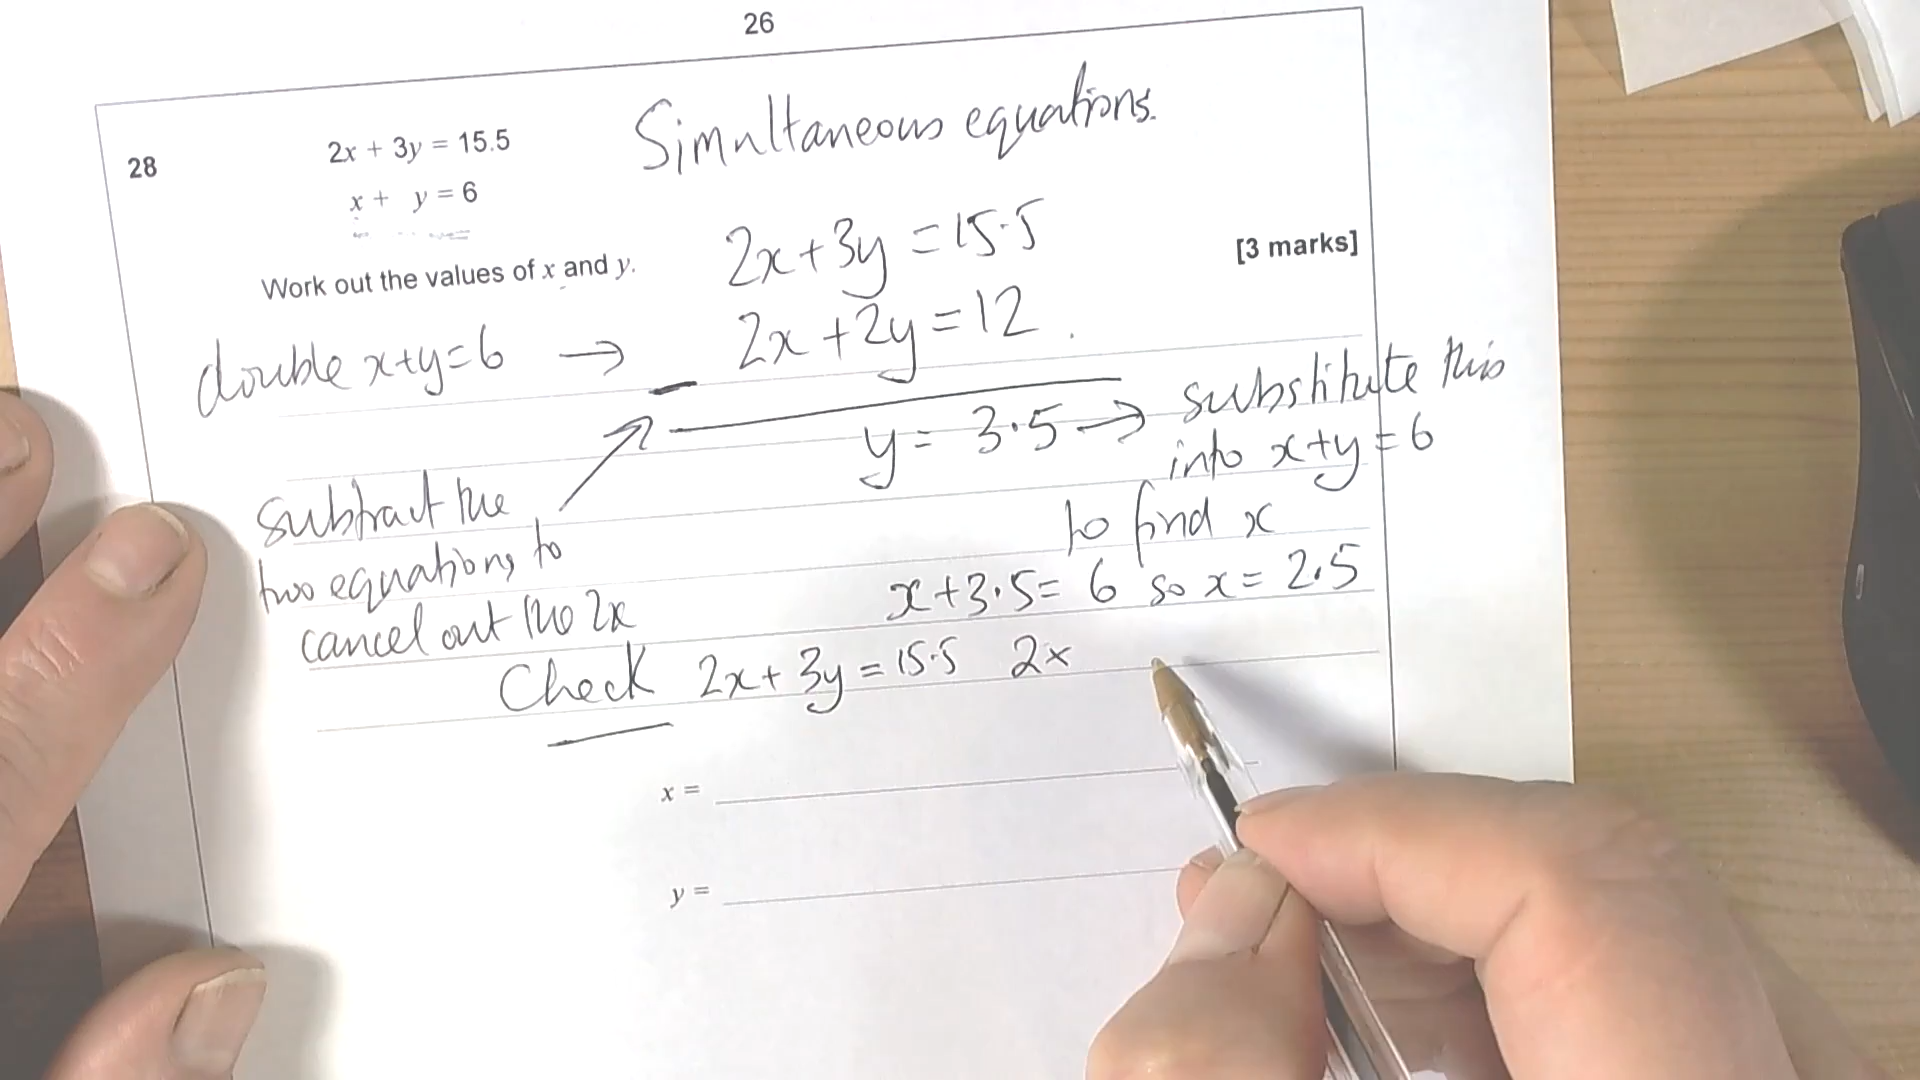 26
28
2x + 3y = 15.5
x + y = 6
Simultaneous equations.
Work out the values of x and y.
[3 marks]
2x+3y = 15.5
double x+y=6 → 2x+2y=12
y = 3.5 → substitute this
into x+y=6
to find x
subtract the
two equations to
cancel out the 2x
x+3.5= 6 so x = 2.5
Check 2x+3y=15.5 2×
x =
y =